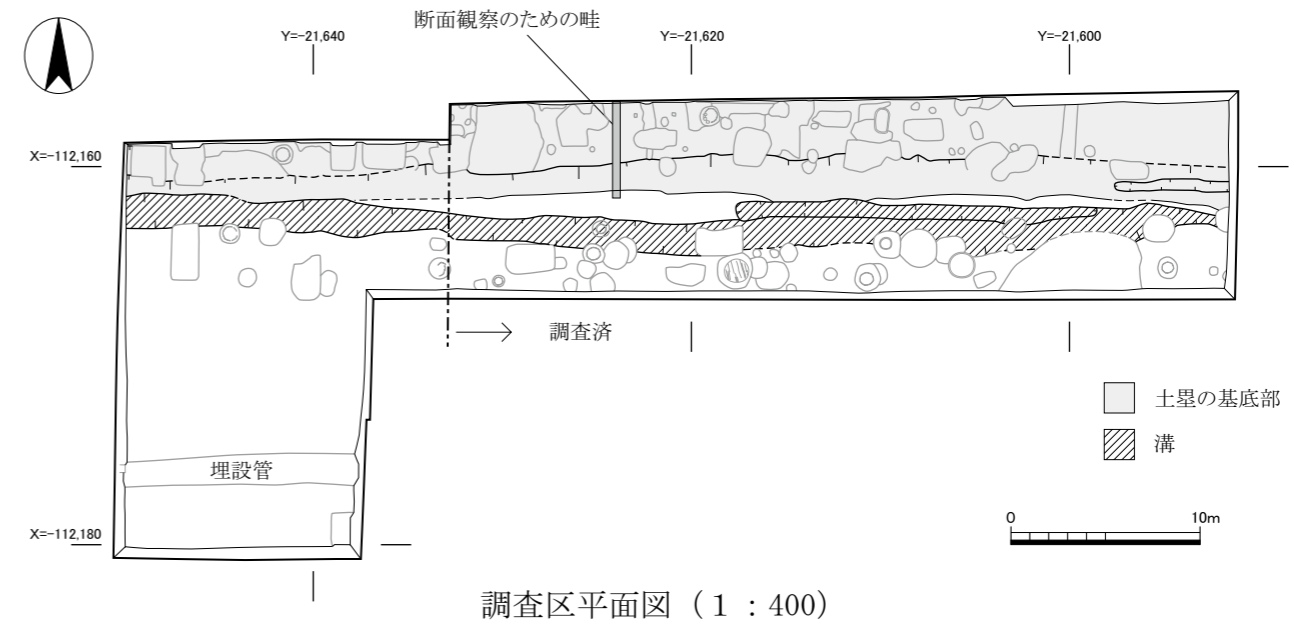 断面観察のための畦
Y=-21,640
Y=-21,620
Y=-21,600
X=-112,160
調査済
土塁の基底部
溝
埋設管
X=-112,180
0
10m
調査区平面図（１：400）